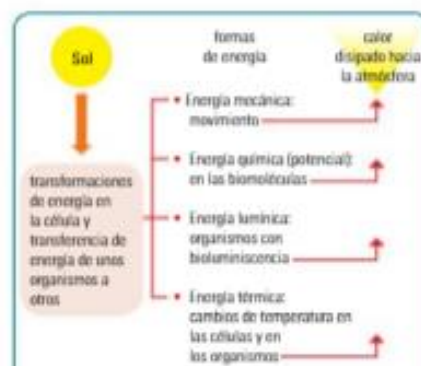 Sol
formas
de energía
calor
disipado hacia
la atmósfera
transformaciones
de energía en
la célula y
transferencia de
energía de unos
organismos a
otros
• Energía mecánica:
movimiento
• Energía química (potencial):
en las biomoléculas
• Energía lumínica:
organismos con
bioluminiscencia
• Energía térmica:
cambios de temperatura en
las células y en
los organismos